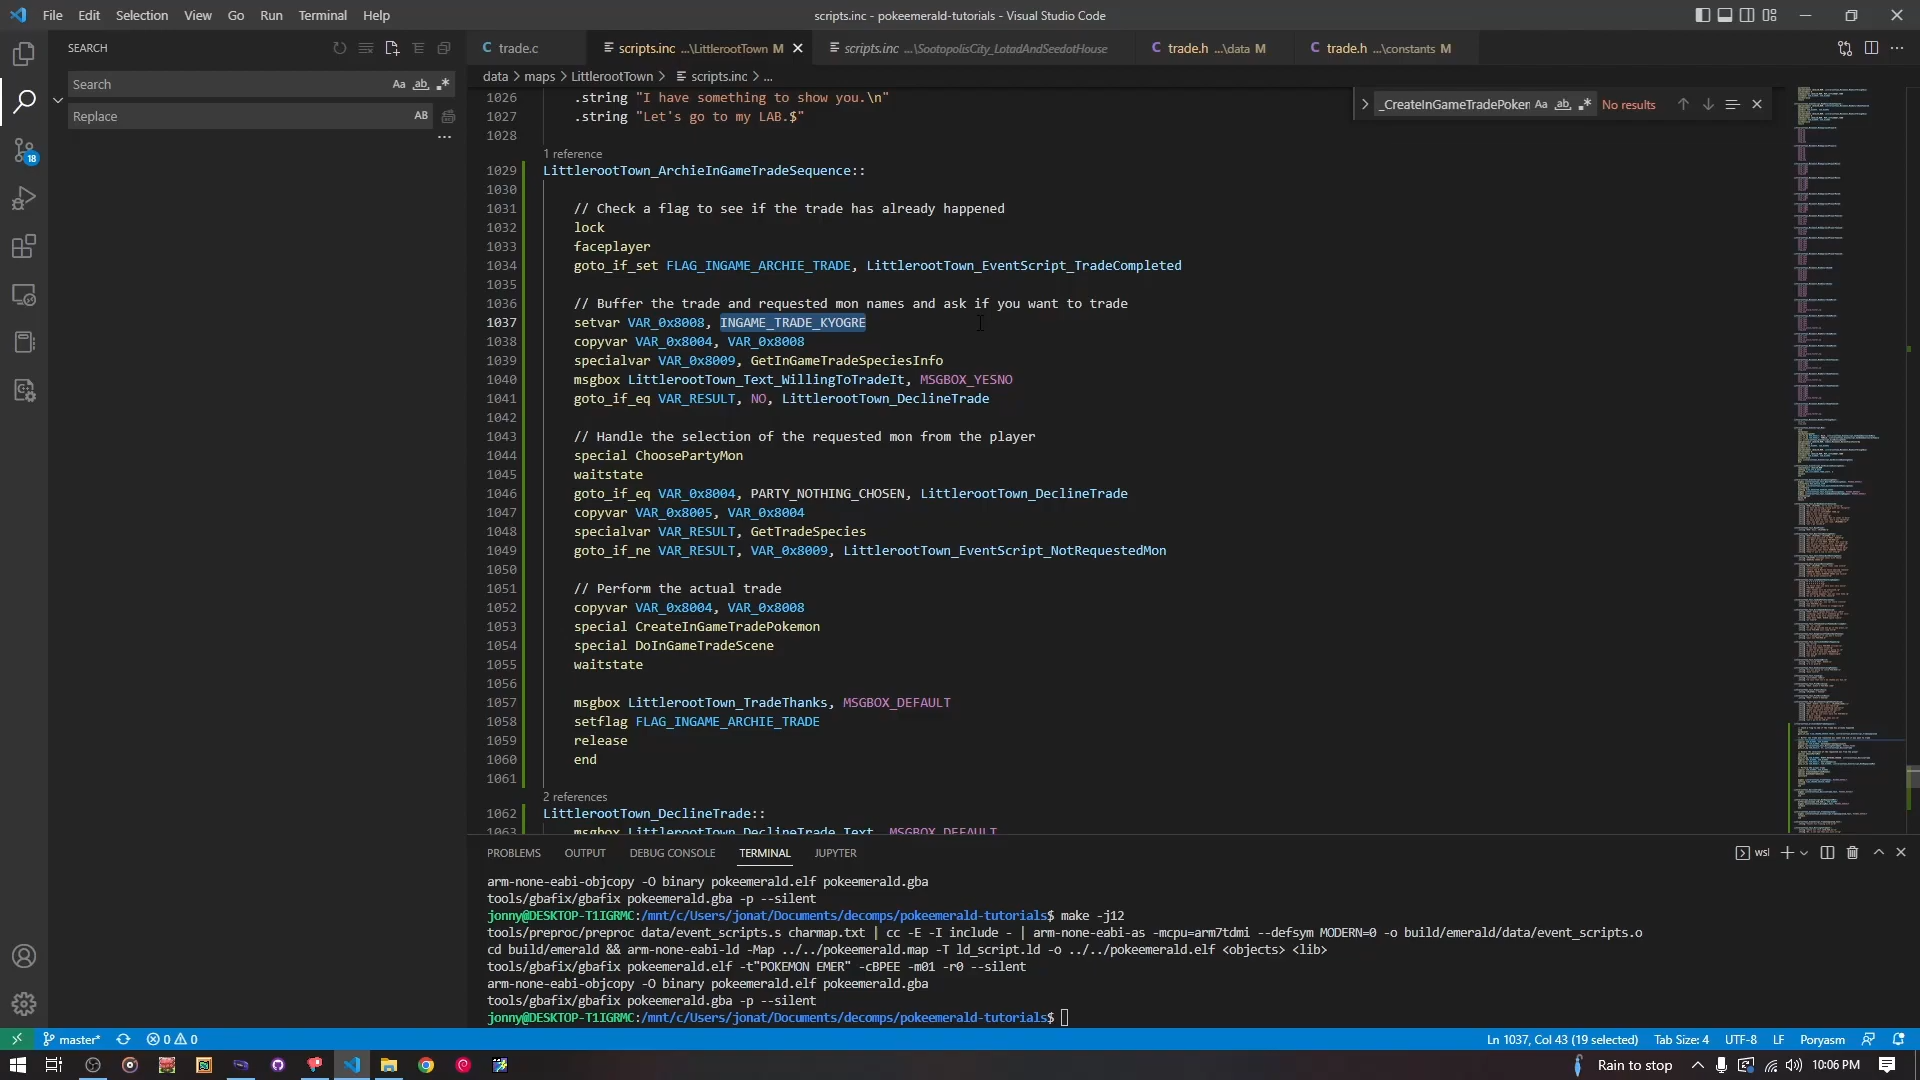 File Edit Selection View Go Run Terminal Help
scripts.inc - pokeemerald-tutorials - Visual Studio Code
SEARCH
Search
Replace
Aa ab
AB
18
trade.c
scripts.inc ...\LittlerootTown M
scripts.inc ...\SootopolisCity_LotadAndSeedotHouse
trade.h ...\data M
trade.h ...\constants M
data > maps > LittlerootTown > scripts.inc > ...
_CreateInGameTradePokem Aa ab No results
1026 .string "I have something to show you.\n"
1027 .string "Let's go to my LAB.$"
1028
1 reference
1029 LittlerootTown_ArchieInGameTradeSequence::
1030
1031 // Check a flag to see if the trade has already happened
1032 lock
1033 faceplayer
1034 goto_if_set FLAG_INGAME_ARCHIE_TRADE, LittlerootTown_EventScript_TradeCompleted
1035
1036 // Buffer the trade and requested mon names and ask if you want to trade
1037 setvar VAR_0x8008, INGAME_TRADE_KYOGRE
1038 copyvar VAR_0x8004, VAR_0x8008
1039 specialvar VAR_0x8009, GetInGameTradeSpeciesInfo
1040 msgbox LittlerootTown_Text_WillingToTradeIt, MSGBOX_YESNO
1041 goto_if_eq VAR_RESULT, NO, LittlerootTown_DeclineTrade
1042
1043 // Handle the selection of the requested mon from the player
1044 special ChoosePartyMon
1045 waitstate
1046 goto_if_eq VAR_0x8004, PARTY_NOTHING_CHOSEN, LittlerootTown_DeclineTrade
1047 copyvar VAR_0x8005, VAR_0x8004
1048 specialvar VAR_RESULT, GetTradeSpecies
1049 goto_if_ne VAR_RESULT, VAR_0x8009, LittlerootTown_EventScript_NotRequestedMon
1050
1051 // Perform the actual trade
1052 copyvar VAR_0x8004, VAR_0x8008
1053 special CreateInGameTradePokemon
1054 special DoInGameTradeScene
1055 waitstate
1056
1057 msgbox LittlerootTown_TradeThanks, MSGBOX_DEFAULT
1058 setflag FLAG_INGAME_ARCHIE_TRADE
1059 release
1060 end
1061
2 references
1062 LittlerootTown_DeclineTrade::
1063 msgbox LittlerootTown_DeclineTrade_Text, MSGBOX_DEFAULT
PROBLEMS OUTPUT DEBUG CONSOLE TERMINAL JUPYTER
wsl
arm-none-eabi-objcopy -O binary pokeemerald.elf pokeemerald.gba
tools/gbafix/gbafix pokeemerald.gba -p --silent
jonny@DESKTOP-T1IGRMC:/mnt/c/Users/jonat/Documents/decomps/pokeemerald-tutorials$ make -j12
tools/preproc/preproc data/event_scripts.s charmap.txt | cc -E -I include - | arm-none-eabi-as -mcpu=arm7tdmi --defsym MODERN=0 -o build/emerald/data/event_scripts.o
cd build/emerald && arm-none-eabi-ld -Map ../../pokeemerald.map -T ld_script.ld -o ../../pokeemerald.elf <objects> <lib>
tools/gbafix/gbafix pokeemerald.elf -t"POKEMON EMER" -cBPEE -m01 -r0 --silent
arm-none-eabi-objcopy -O binary pokeemerald.elf pokeemerald.gba
tools/gbafix/gbafix pokeemerald.gba -p --silent
jonny@DESKTOP-T1IGRMC:/mnt/c/Users/jonat/Documents/decomps/pokeemerald-tutorials$
master* 0 0
Ln 1037, Col 43 (19 selected) Tab Size: 4 UTF-8 LF Poryasm
Rain to stop
10:06 PM